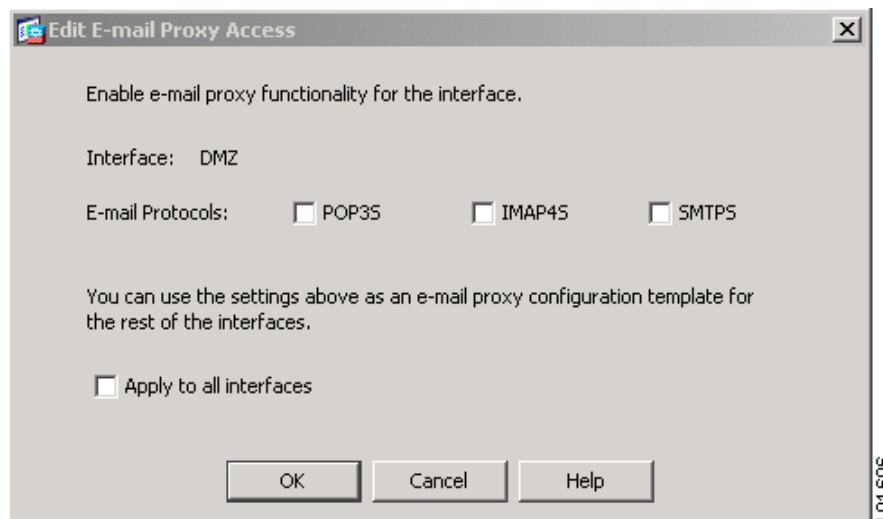 Edit E-mail Proxy Access
Enable e-mail proxy functionality for the interface.
Interface: DMZ
E-mail Protocols: POP3S IMAP4S SMTPS
You can use the settings above as an e-mail proxy configuration template for
the rest of the interfaces.
Apply to all interfaces
OK Cancel Help